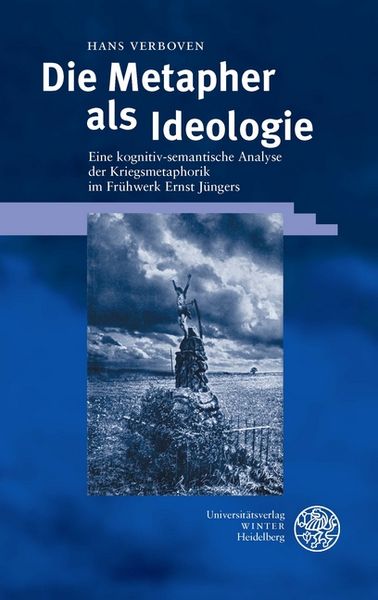 HANS VERBOVEN
Die Metapher
als Ideologie
Eine kognitiv-semantische Analyse
der Kriegsmetaphorik
im Frühwerk Ernst Jüngers
Universitätsverlag
WINTER
Heidelberg